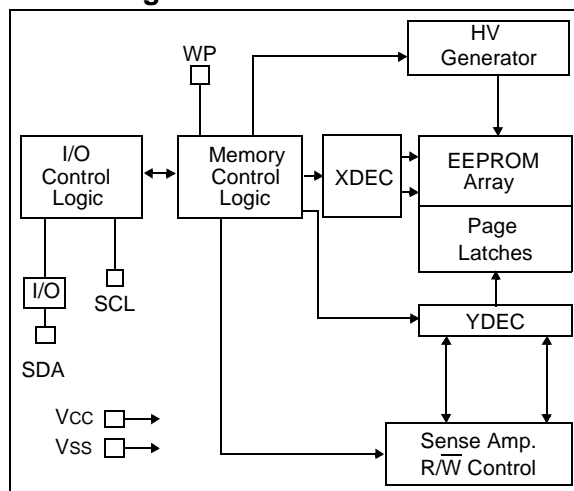 HV
Generator
WP
I/O
Control
Logic
Memory
Control
Logic
XDEC
EEPROM
Array
Page
Latches
I/O
SCL
SDA
YDEC
VCC
VSS
Sense Amp.
R/W̅ Control